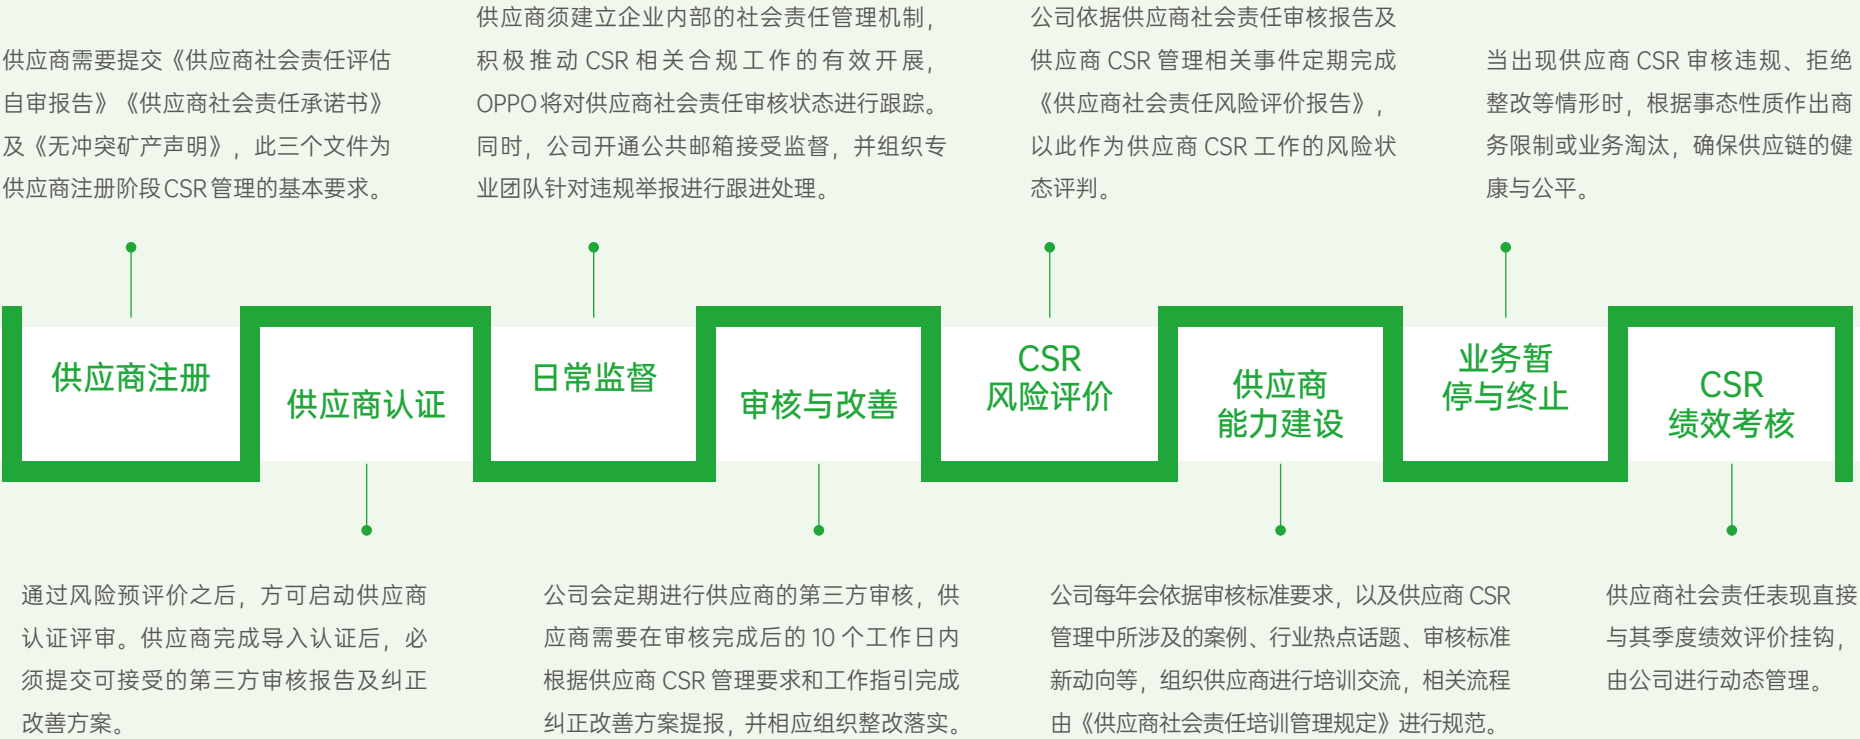 供应商需要提交《供应商社会责任评估
自审报告》《供应商社会责任承诺书》
及《无冲突矿产声明》，此三个文件为
供应商注册阶段CSR管理的基本要求。
供应商须建立企业内部的社会责任管理机制，
积极推动 CSR 相关合规工作的有效开展，
OPPO将对供应商社会责任审核状态进行跟踪。
同时，公司开通公共邮箱接受监督，并组织专
业团队针对违规举报进行跟进处理。
公司依据供应商社会责任审核报告及
供应商 CSR 管理相关事件定期完成
《供应商社会责任风险评价报告》，
以此作为供应商 CSR 工作的风险状
态评判。
当出现供应商 CSR 审核违规、拒绝
整改等情形时，根据事态性质作出商
务限制或业务淘汰，确保供应链的健
康与公平。
供应商注册
供应商认证
日常监督
审核与改善
CSR
风险评价
供应商
能力建设
业务暂
停与终止
CSR
绩效考核
通过风险预评价之后，方可启动供应商
认证评审。供应商完成导入认证后，必
须提交可接受的第三方审核报告及纠正
改善方案。
公司会定期进行供应商的第三方审核，供
应商需要在审核完成后的 10 个工作日内
根据供应商 CSR 管理要求和工作指引完成
纠正改善方案提报，并相应组织整改落实。
公司每年会依据审核标准要求，以及供应商 CSR
管理中所涉及的案例、行业热点话题、审核标准
新动向等，组织供应商进行培训交流，相关流程
由《供应商社会责任培训管理规定》进行规范。
供应商社会责任表现直接
与其季度绩效评价挂钩，
由公司进行动态管理。